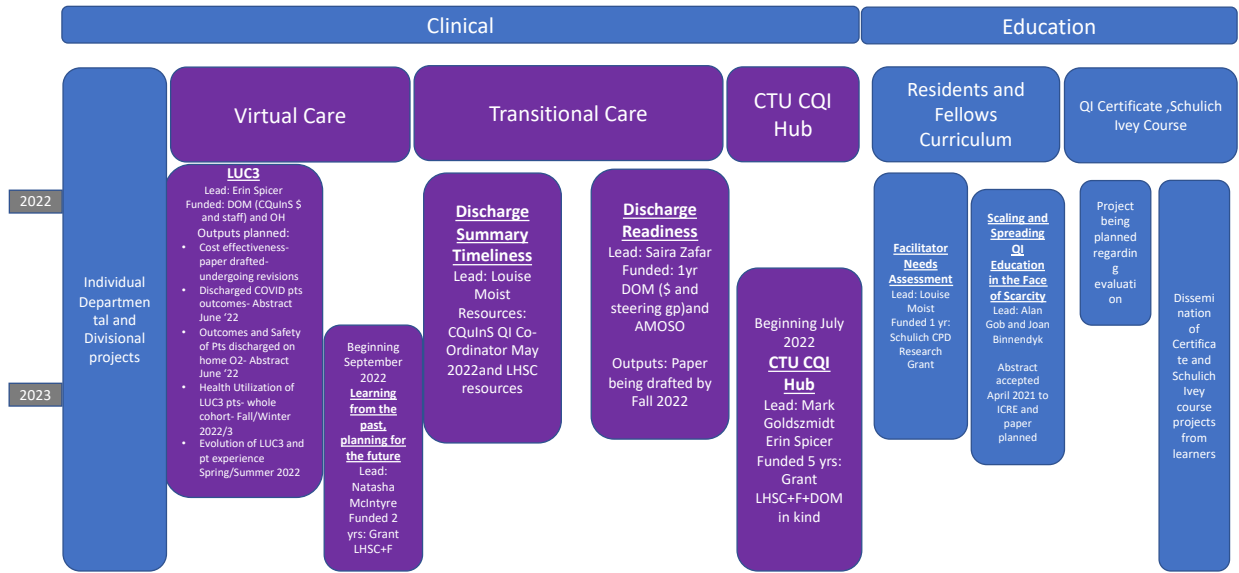 Clinical
Education
Virtual Care
Transitional Care
CTU CQI
Hub
Residents and
Fellows
Curriculum
QI Certificate ,Schulich
Ivey Course
2022
2023
Individual
Departmen
tal and
Divisional
projects
LUC3
Lead: Erin Spicer
Funded: DOM (CQuInS $
and staff) and OH
Outputs planned:
• Cost effectiveness-
paper drafted-
undergoing revisions
• Discharged COVID pts
outcomes- Abstract
June ‘22
• Outcomes and Safety
of Pts discharged on
home O2- Abstract
June ‘22
• Health Utilization of
LUC3 pts- whole
cohort- Fall/Winter
2022/3
• Evolution of LUC3 and
pt experience
Spring/Summer 2022
Beginning
September
2022
Learning from
the past,
planning for
the future
Lead:
Natasha
McIntyre
Funded 2
yrs: Grant
LHSC+F
Discharge
Summary
Timeliness
Lead: Louise
Moist
Resources:
CQuInS QI Co-
Ordinator May
2022and LHSC
resources
Discharge
Readiness
Lead: Saira Zafar
Funded: 1yr
DOM ($ and
steering gp)and
AMOSO
Outputs: Paper
being drafted by
Fall 2022
Beginning July
2022
CTU CQI
Hub
Lead: Mark
Goldszmidt
Erin Spicer
Funded 5 yrs:
Grant
LHSC+F+DOM
in kind
Facilitator
Needs
Assessment
Lead: Louise
Moist
Funded 1 yr:
Schulich CPD
Research
Grant
Scaling and
Spreading
QI
Education
in the Face
of Scarcity
Lead: Alan
Gob and Joan
Binnendyk
Abstract
accepted
April 2021 to
ICRE and
paper
planned
Project
being
planned
regardin
g
evaluati
on
Dissemi
nation
of
Certifica
te and
Schulich
Ivey
course
projects
from
learners